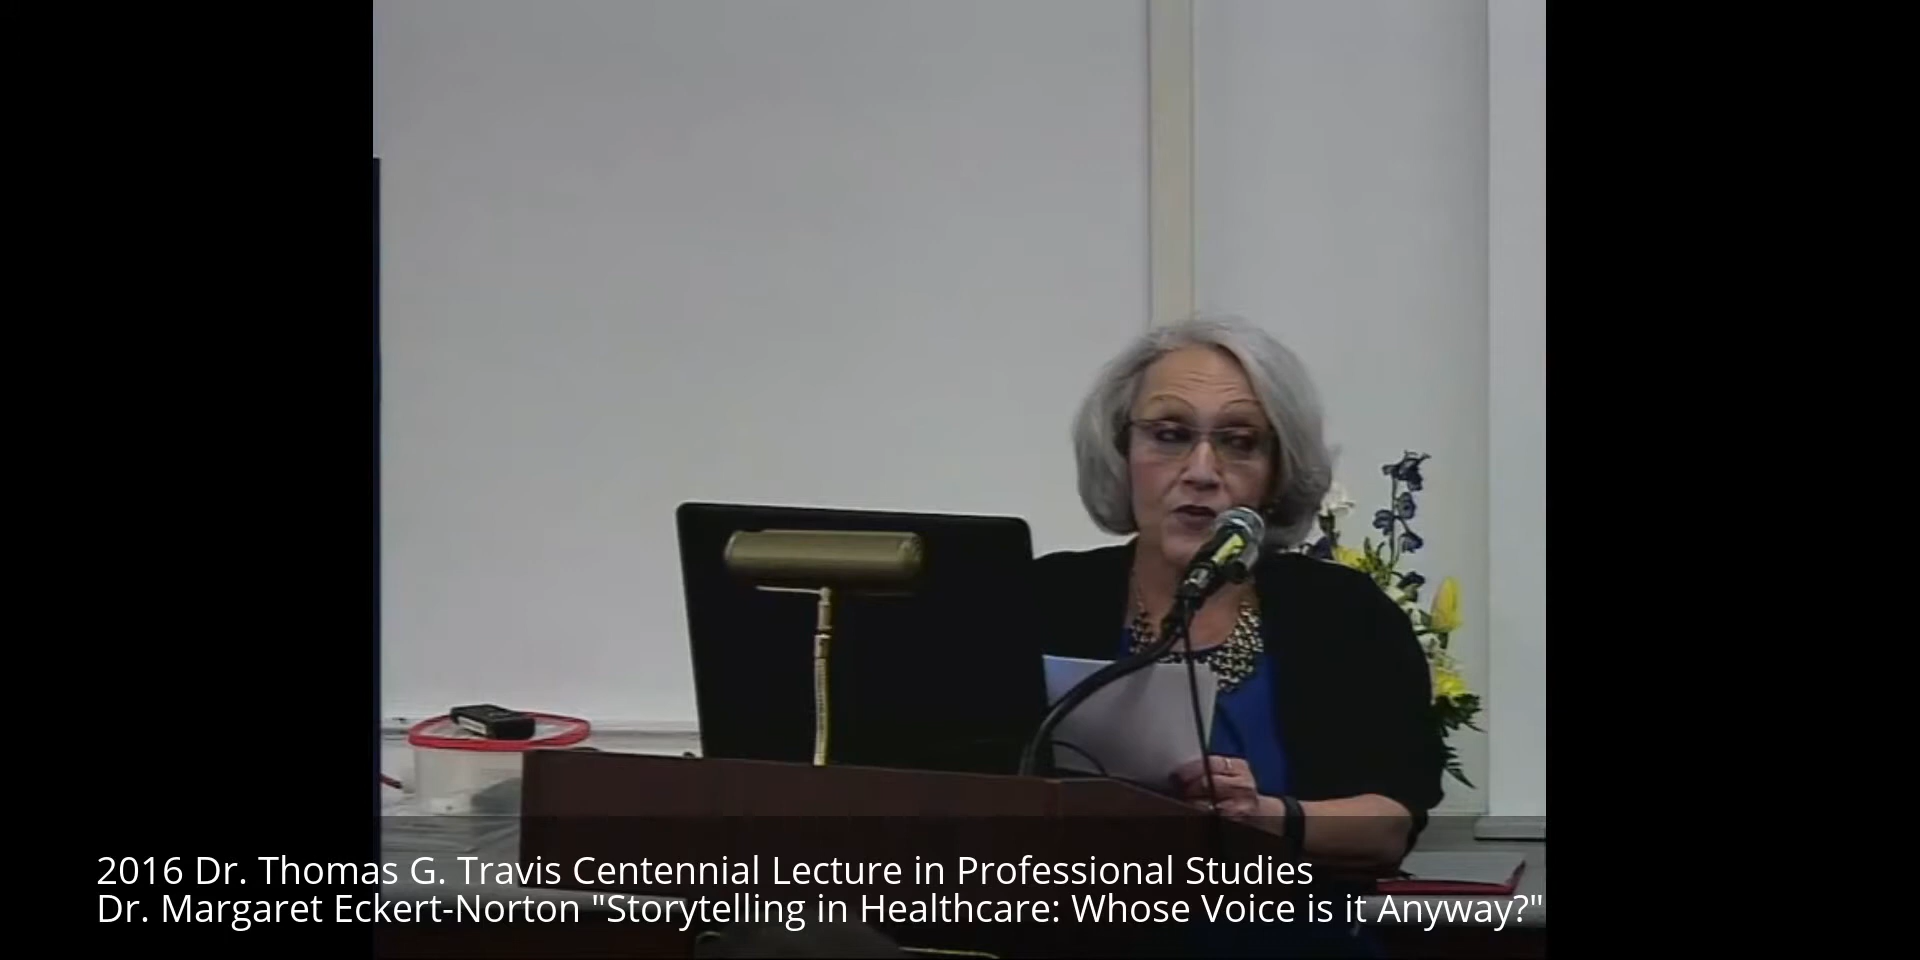 2016 Dr. Thomas G. Travis Centennial Lecture in Professional Studies
Dr. Margaret Eckert-Norton "Storytelling in Healthcare: Whose Voice is it Anyway?"